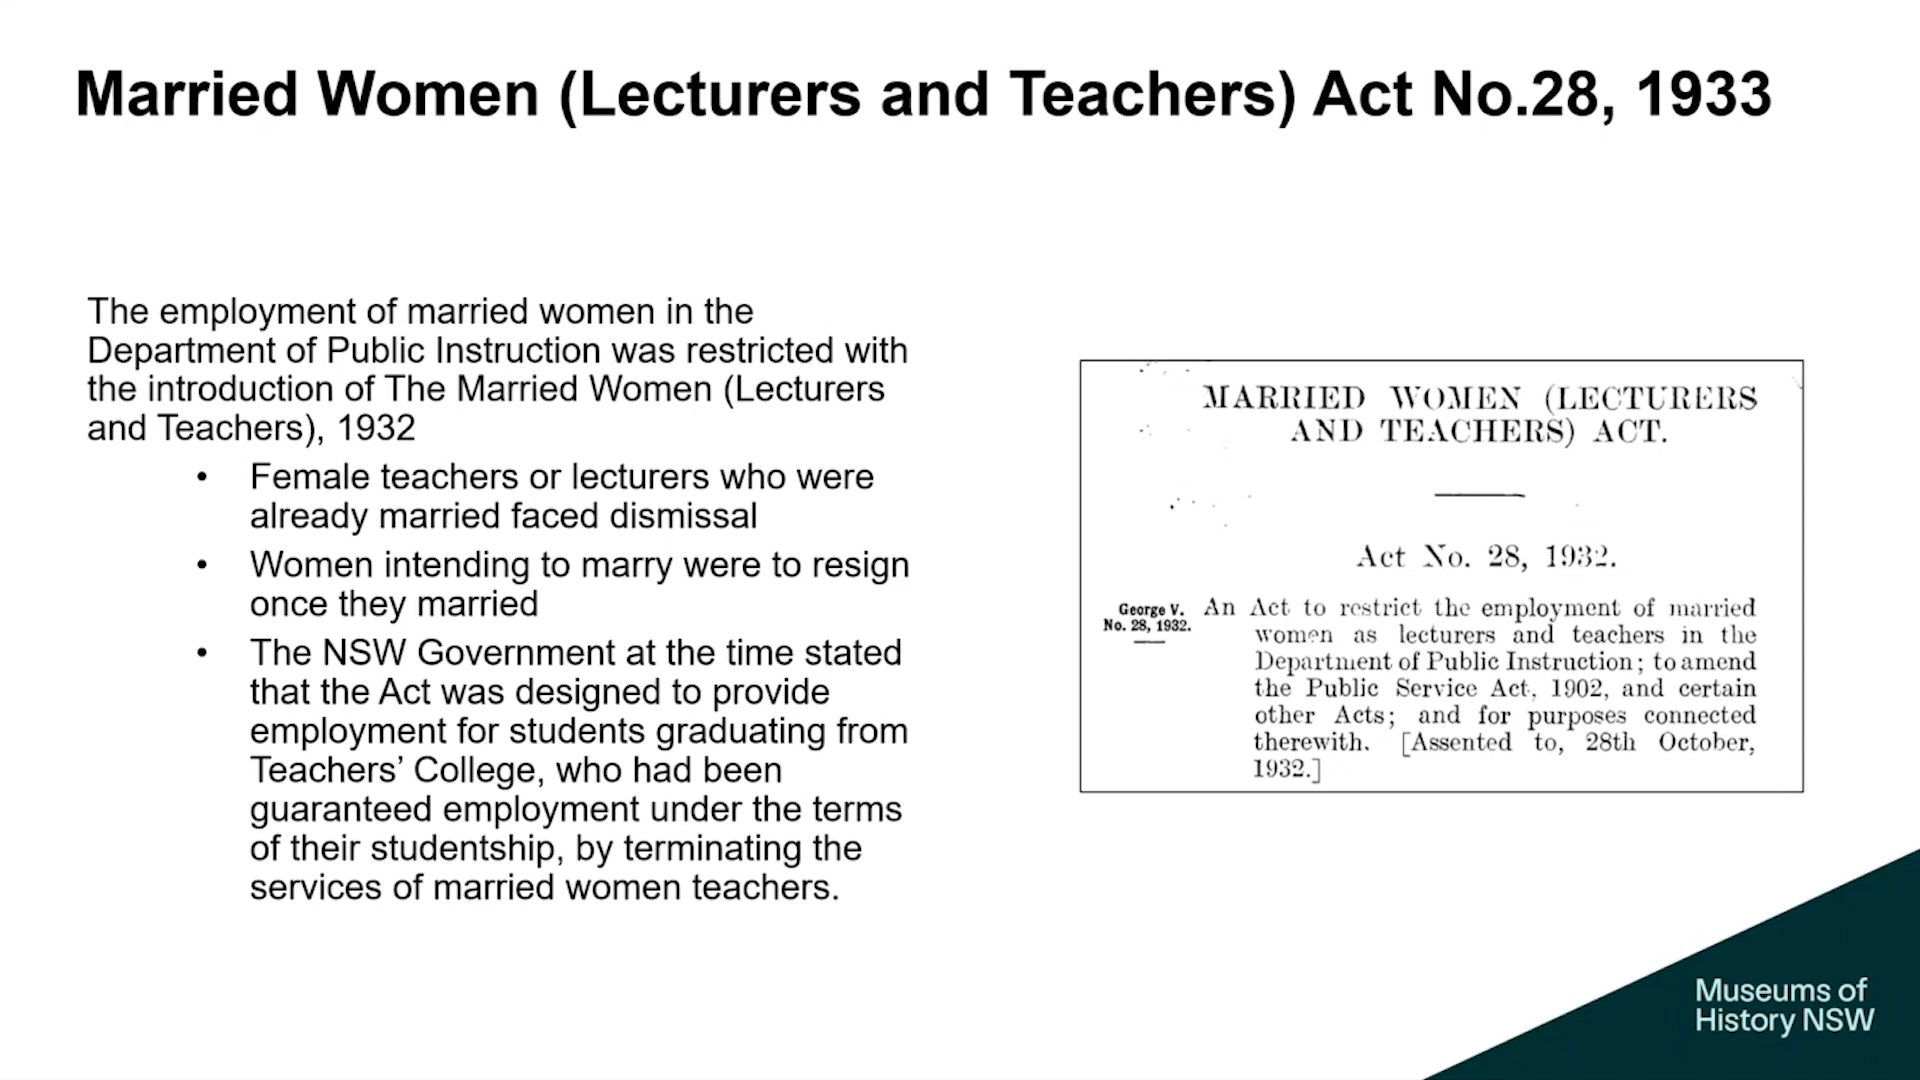 Married Women (Lecturers and Teachers) Act No.28, 1933
The employment of married women in the
Department of Public Instruction was restricted with
the introduction of The Married Women (Lecturers
and Teachers), 1932
• Female teachers or lecturers who were
already married faced dismissal
• Women intending to marry were to resign
once they married
• The NSW Government at the time stated
that the Act was designed to provide
employment for students graduating from
Teachers’ College, who had been
guaranteed employment under the terms
of their studentship, by terminating the
services of married women teachers.
MARRIED WOMEN (LECTURERS
AND TEACHERS) ACT.
Act No. 28, 1932.
George V.
No. 28, 1932.
An Act to restrict the employment of married
women as lecturers and teachers in the
Department of Public Instruction; to amend
the Public Service Act, 1902, and certain
other Acts; and for purposes connected
therewith. [Assented to, 28th October,
1932.]
Museums of
History NSW